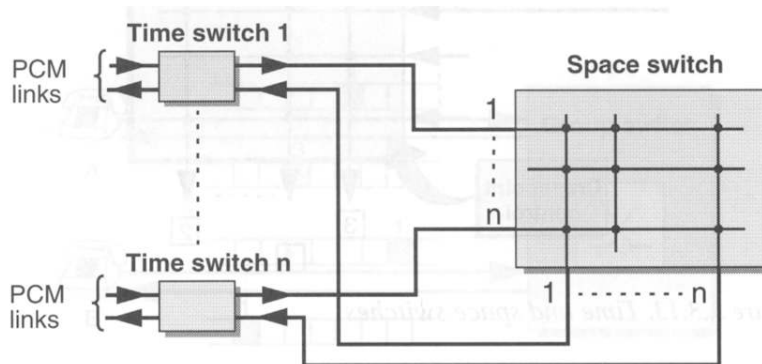 Time switch 1
PCM
links
Space switch
1
n
Time switch n
PCM
links
1
n